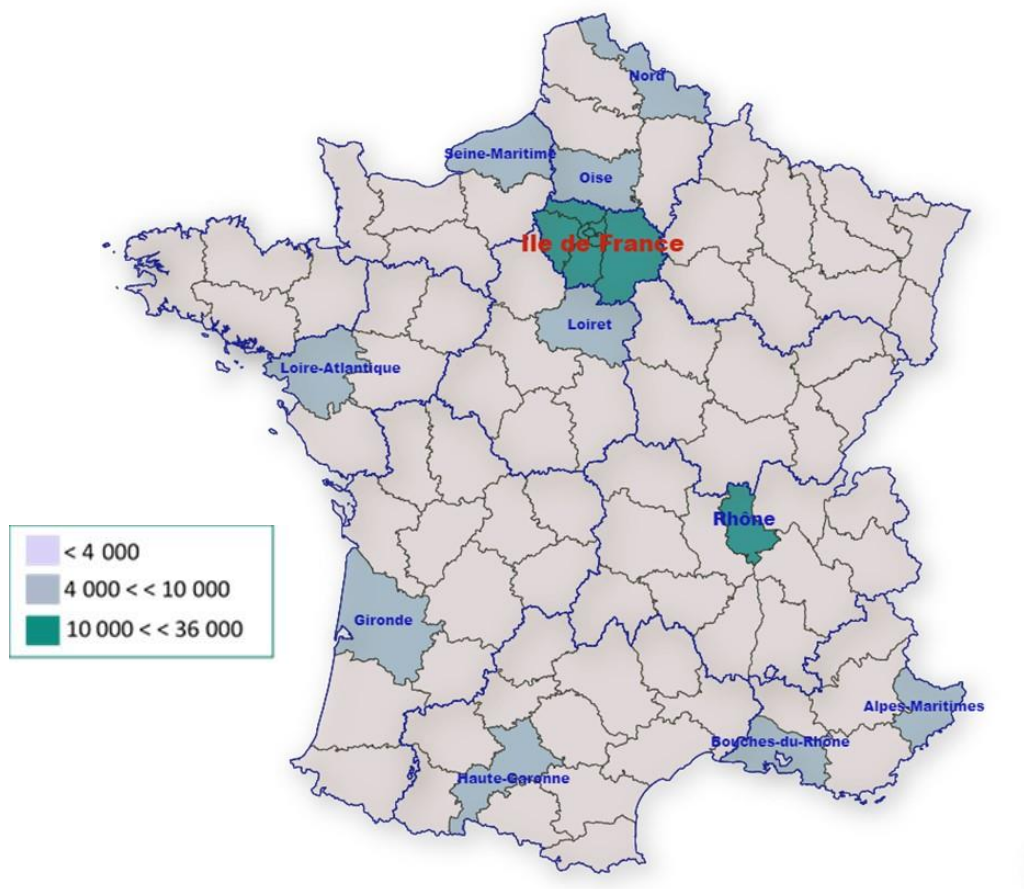 Nord
Seine-Maritime
Oise
Ile de France
Loiret
Loire-Atlantique
Rhône
< 4 000
4 000 < < 10 000
10 000 < < 36 000
Gironde
Alpes-Maritimes
Bouches-du-Rhône
Haute-Garonne